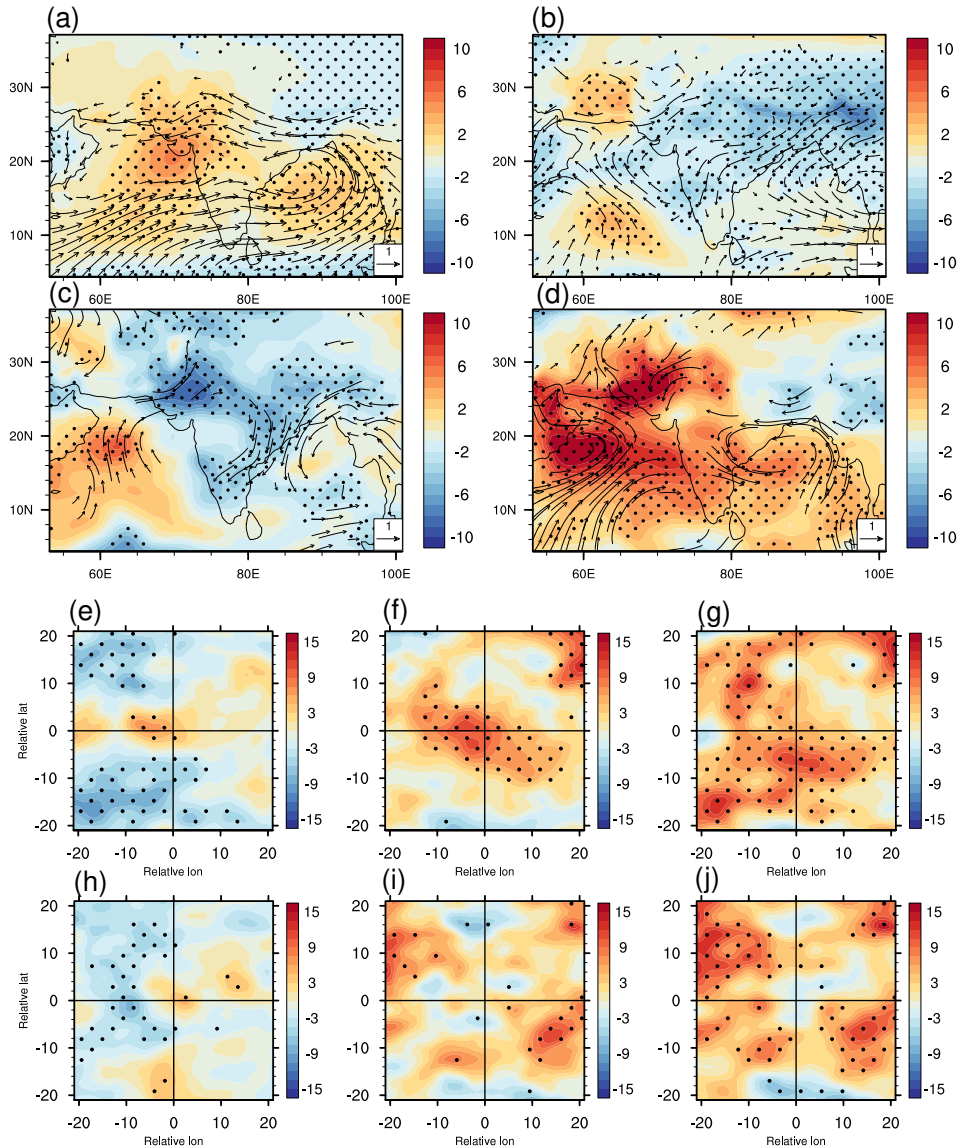 (a) (b)
30N 20N 10N
10 6 2 -2 -6 -10
30N 20N 10N
10 6 2 -2 -6 -10
1 1
60E 80E 100E 60E 80E 100E
(c) (d)
30N 20N 10N
10 6 2 -2 -6 -10
30N 20N 10N
10 6 2 -2 -6 -10
1 1
60E 80E 100E 60E 80E 100E
(e) (f) (g)
Relative lat
20 10 0 -10 -20
15 9 3 -3 -9 -15
20 10 0 -10 -20
15 9 3 -3 -9 -15
20 10 0 -10 -20
15 9 3 -3 -9 -15
-20 -10 0 10 20 -20 -10 0 10 20 -20 -10 0 10 20
Relative lon Relative lon Relative lon
(h) (i) (j)
Relative lat
20 10 0 -10 -20
15 9 3 -3 -9 -15
20 10 0 -10 -20
15 9 3 -3 -9 -15
20 10 0 -10 -20
15 9 3 -3 -9 -15
-20 -10 0 10 20 -20 -10 0 10 20 -20 -10 0 10 20
Relative lon Relative lon Relative lon